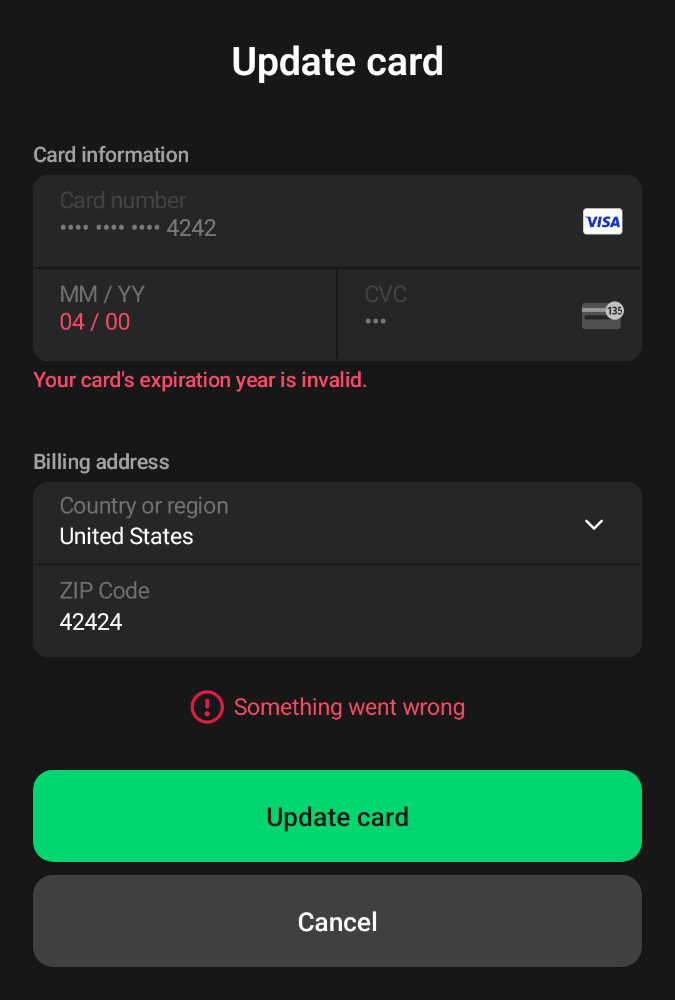 Update card
Card information
Card number
•••• •••• •••• 4242
VISA
MM / YY
04 / 00
CVC
•••
135
Your card's expiration year is invalid.
Billing address
Country or region
United States
ZIP Code
42424
Something went wrong
Update card
Cancel